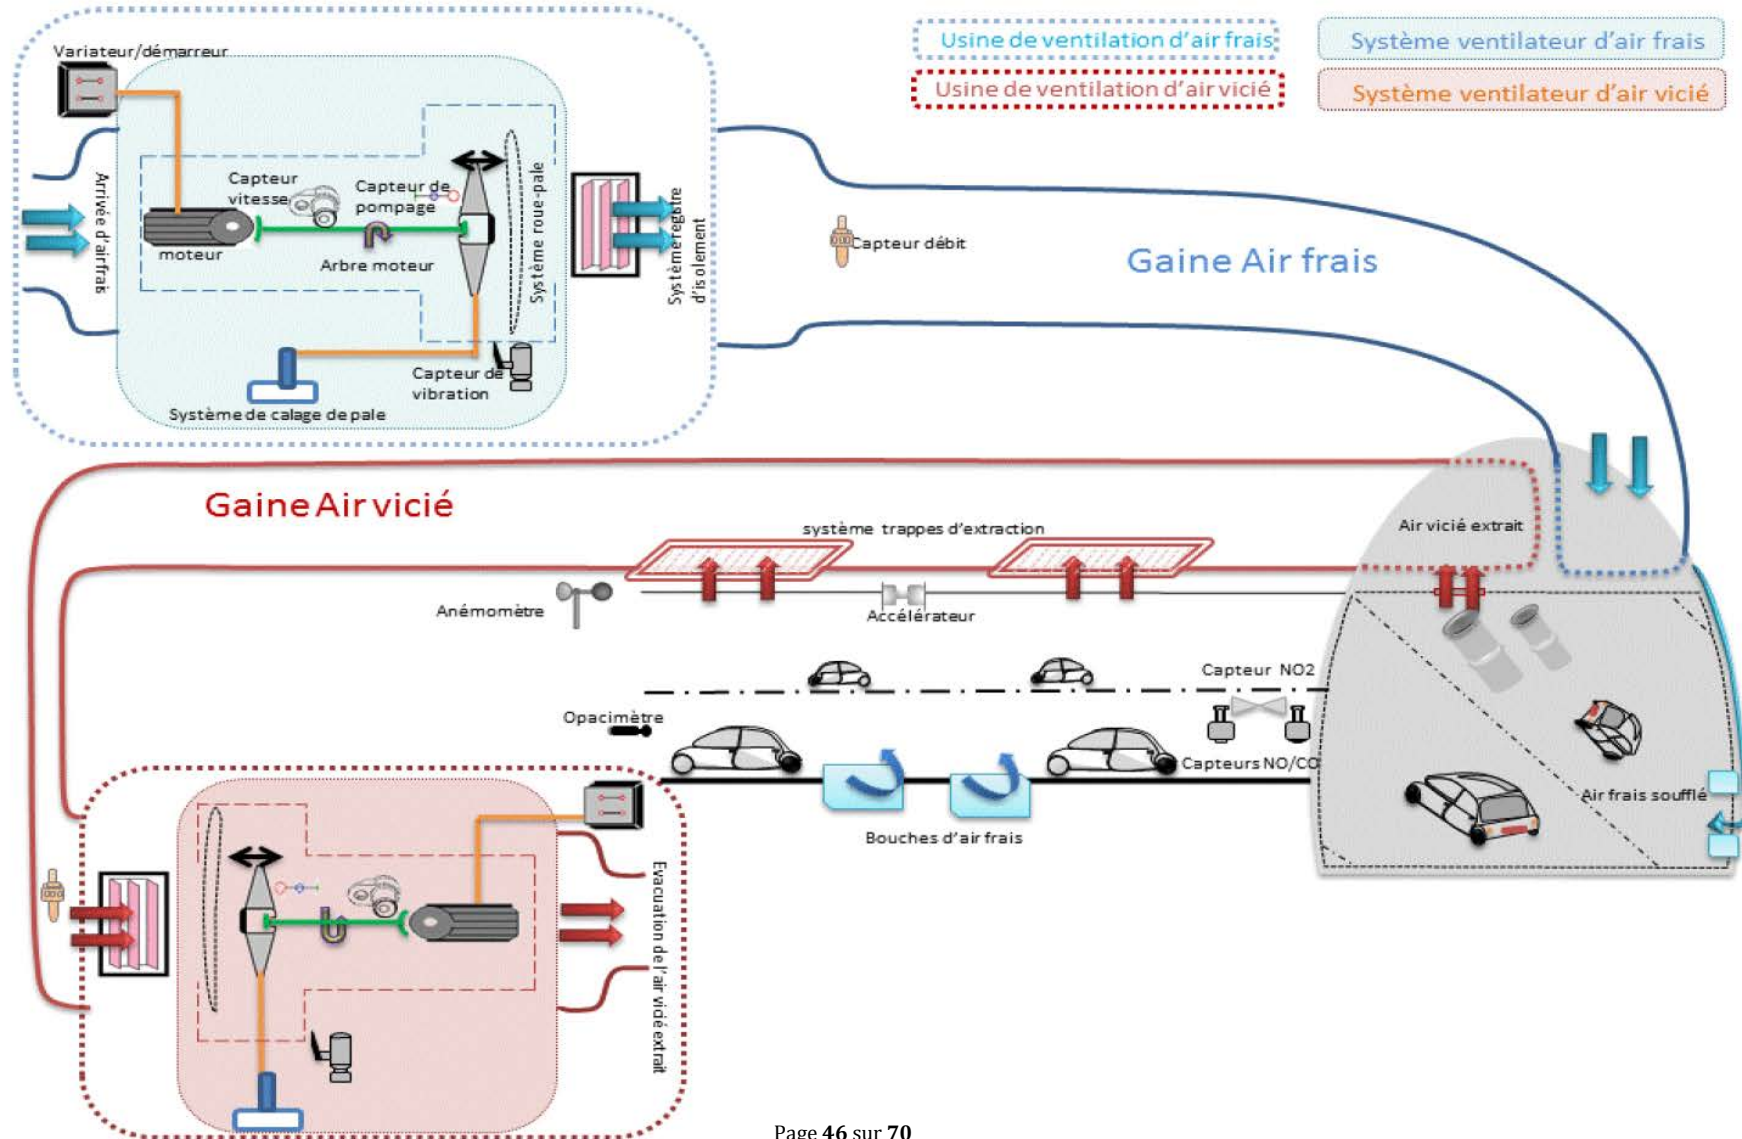 Usine de ventilation d'air frais
Système ventilateur d'air frais
Usine de ventilation d'air vicié
Système ventilateur d'air vicié
Variateur/démarreur
Arrivée d'air frais
Capteur
vitesse
Capteur de
pompage
moteur
Arbre moteur
Système roue-pale
Système registre
d'isolement
Capteur de
vibration
Système de calage de pale
Capteur débit
Gaine Air frais
Gaine Air vicié
système trappes d'extraction
Air vicié extrait
Anémomètre
Accélérateur
Capteur NO2
Opacimètre
Capteurs NO/CO
Air frais soufflé
Bouches d'air frais
Evacuation de l'air vicié extrait
Page 46 sur 70